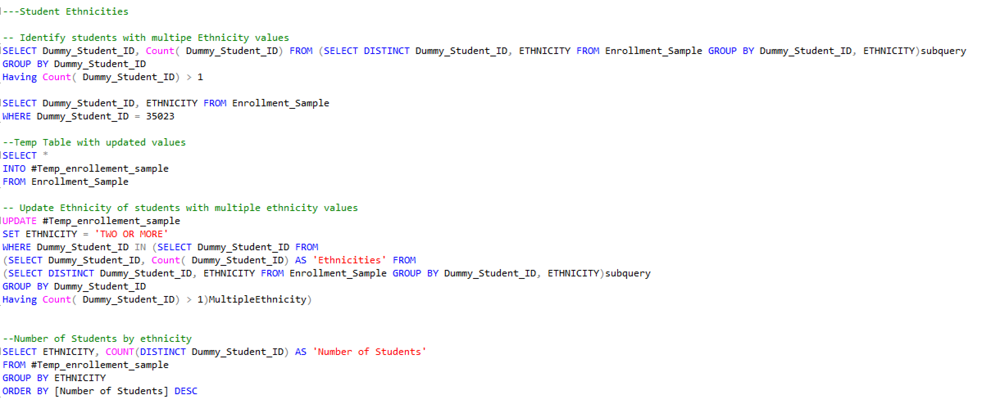 ---Student Ethnicities
-- Identify students with multipe Ethnicity values
SELECT Dummy_Student_ID, Count( Dummy_Student_ID) FROM (SELECT DISTINCT Dummy_Student_ID, ETHNICITY FROM Enrollment_Sample GROUP BY Dummy_Student_ID, ETHNICITY)subquery
GROUP BY Dummy_Student_ID
Having Count( Dummy_Student_ID) > 1
SELECT Dummy_Student_ID, ETHNICITY FROM Enrollment_Sample
WHERE Dummy_Student_ID = 35023
--Temp Table with updated values
SELECT *
INTO #Temp_enrollement_sample
FROM Enrollment_Sample
-- Update Ethnicity of students with multiple ethnicity values
UPDATE #Temp_enrollement_sample
SET ETHNICITY = 'TWO OR MORE'
WHERE Dummy_Student_ID IN (SELECT Dummy_Student_ID FROM
(SELECT Dummy_Student_ID, Count( Dummy_Student_ID) AS 'Ethnicities' FROM
(SELECT DISTINCT Dummy_Student_ID, ETHNICITY FROM Enrollment_Sample GROUP BY Dummy_Student_ID, ETHNICITY)subquery
GROUP BY Dummy_Student_ID
Having Count( Dummy_Student_ID) > 1)MultipleEthnicity)
--Number of Students by ethnicity
SELECT ETHNICITY, COUNT(DISTINCT Dummy_Student_ID) AS 'Number of Students'
FROM #Temp_enrollement_sample
GROUP BY ETHNICITY
ORDER BY [Number of Students] DESC